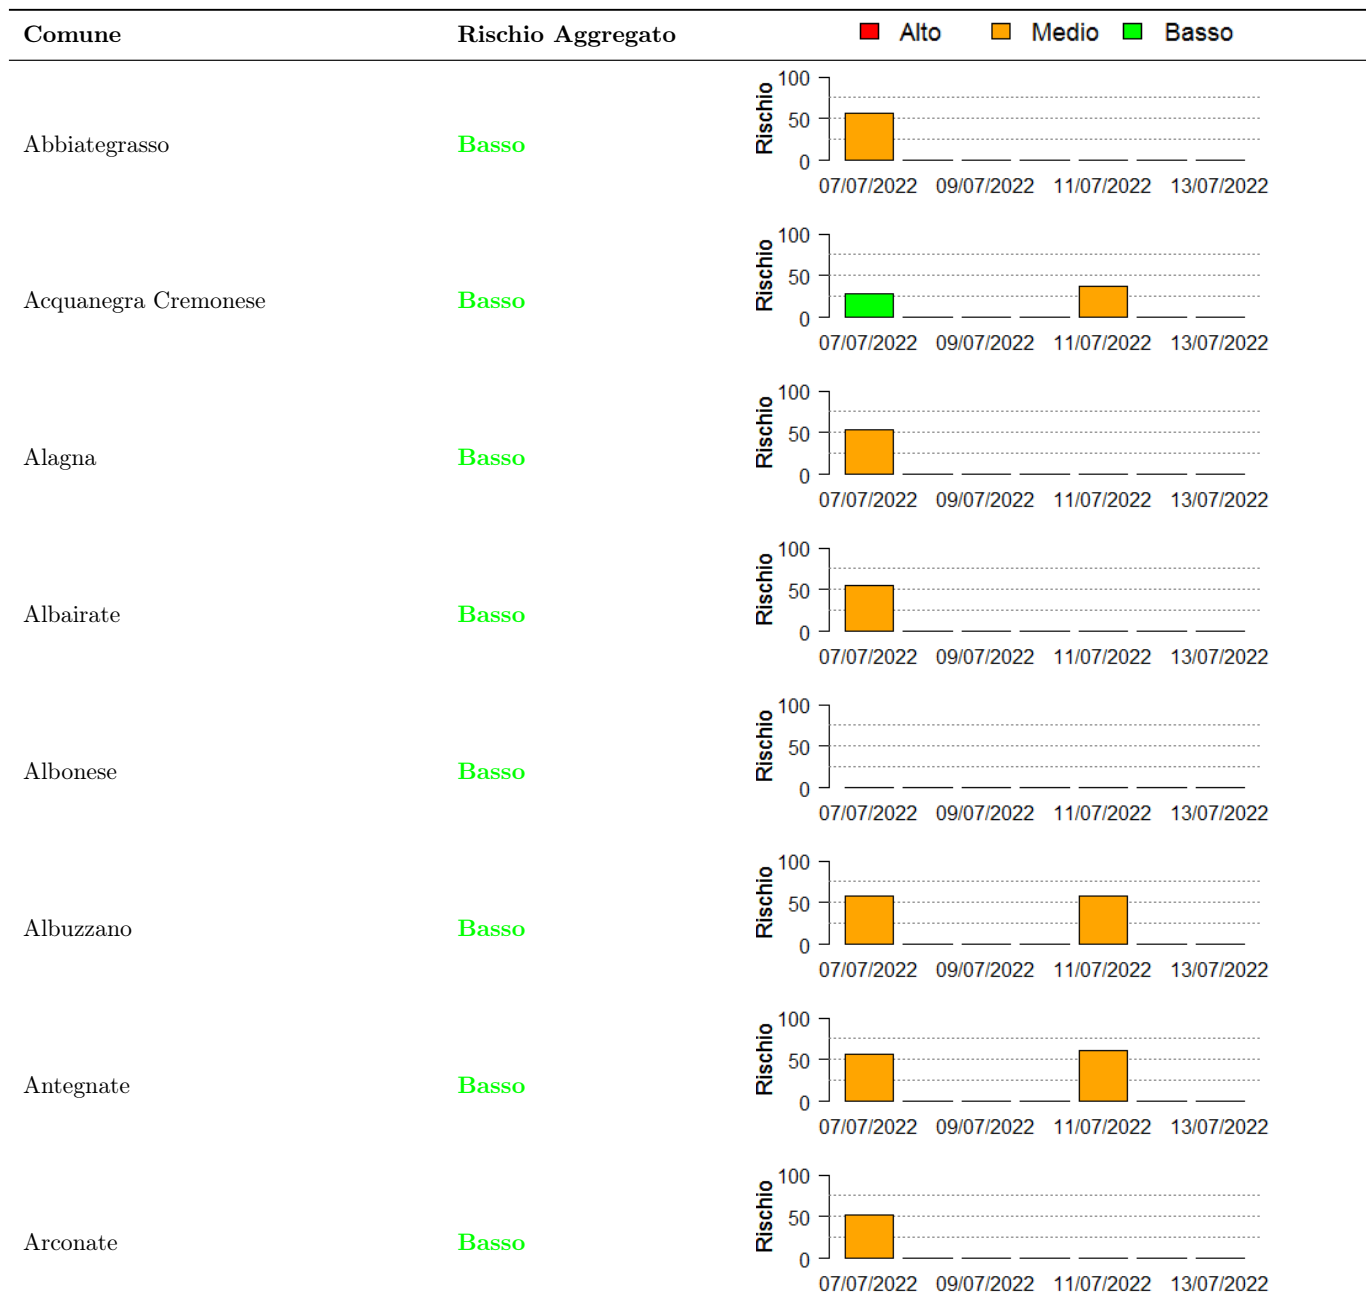 Comune Rischio Aggregato Alto Medio Basso
Abbiategrasso Basso
Rischio
100
50
0
07/07/2022 09/07/2022 11/07/2022 13/07/2022
Acquanegra Cremonese Basso
Rischio
100
50
0
07/07/2022 09/07/2022 11/07/2022 13/07/2022
Alagna Basso
Rischio
100
50
0
07/07/2022 09/07/2022 11/07/2022 13/07/2022
Albairate Basso
Rischio
100
50
0
07/07/2022 09/07/2022 11/07/2022 13/07/2022
Albonese Basso
Rischio
100
50
0
07/07/2022 09/07/2022 11/07/2022 13/07/2022
Albuzzano Basso
Rischio
100
50
0
07/07/2022 09/07/2022 11/07/2022 13/07/2022
Antegnate Basso
Rischio
100
50
0
07/07/2022 09/07/2022 11/07/2022 13/07/2022
Arconate Basso
Rischio
100
50
0
07/07/2022 09/07/2022 11/07/2022 13/07/2022